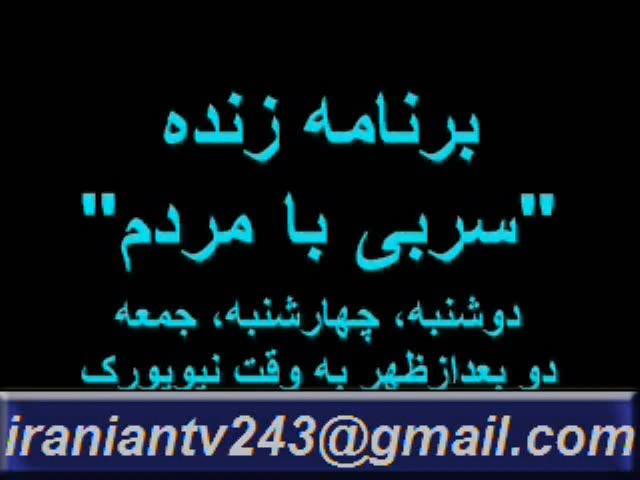 برنامه زنده
"سربی با مردم"
دوشنبه، چهارشنبه، جمعه
دو بعدازظهر به وقت نیویورک
iraniantv243@gmail.com